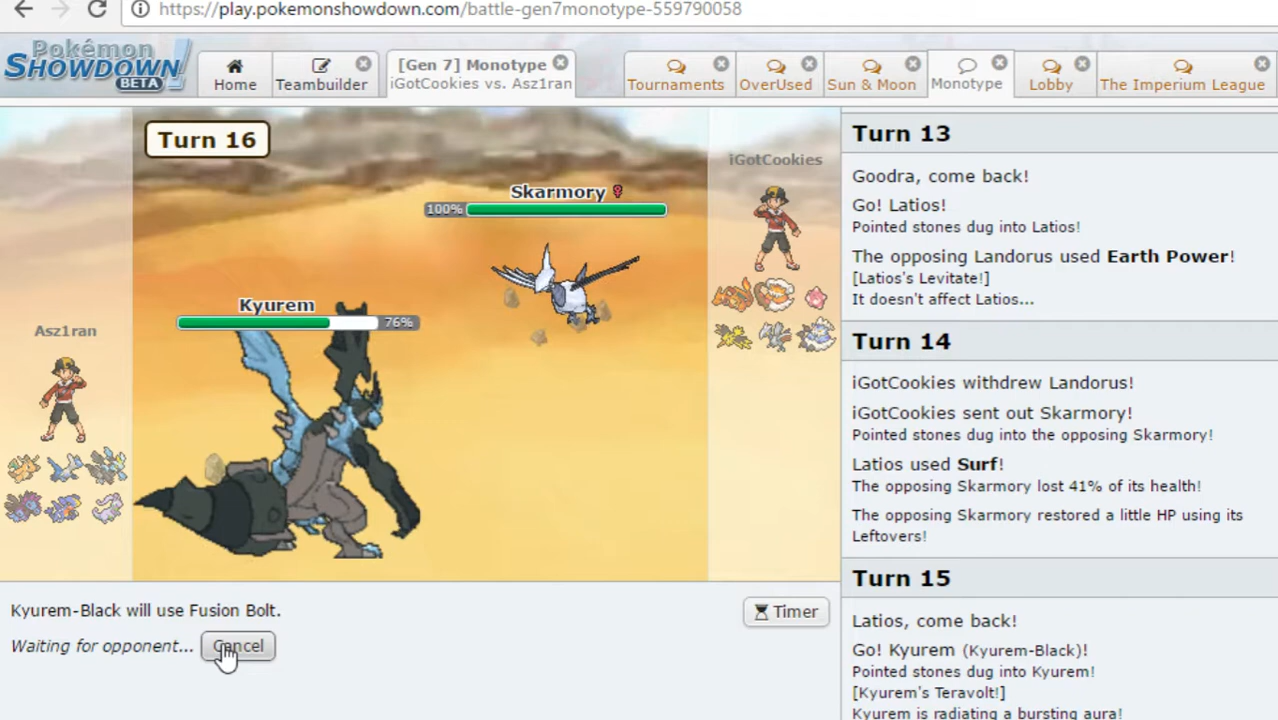 https://play.pokemonshowdown.com/battle-gen7monotype-559790058
Pokémon
SHOWDOWN
BETA
Home
Teambuilder
[Gen 7] Monotype
iGotCookies vs. Asz1ran
Tournaments
OverUsed
Sun & Moon
Monotype
Lobby
The Imperium League
Turn 16
Skarmory
100%
Kyurem
76%
Asz1ran
iGotCookies
Kyurem-Black will use Fusion Bolt.
Waiting for opponent...
Cancel
Timer
Turn 13
Goodra, come back!
Go! Latios!
Pointed stones dug into Latios!
The opposing Landorus used Earth Power!
[Latios's Levitate!]
It doesn't affect Latios...
Turn 14
iGotCookies withdrew Landorus!
iGotCookies sent out Skarmory!
Pointed stones dug into the opposing Skarmory!
Latios used Surf!
The opposing Skarmory lost 41% of its health!
The opposing Skarmory restored a little HP using its
Leftovers!
Turn 15
Latios, come back!
Go! Kyurem (Kyurem-Black)!
Pointed stones dug into Kyurem!
[Kyurem's Teravolt!]
Kyurem is radiating a bursting aura!